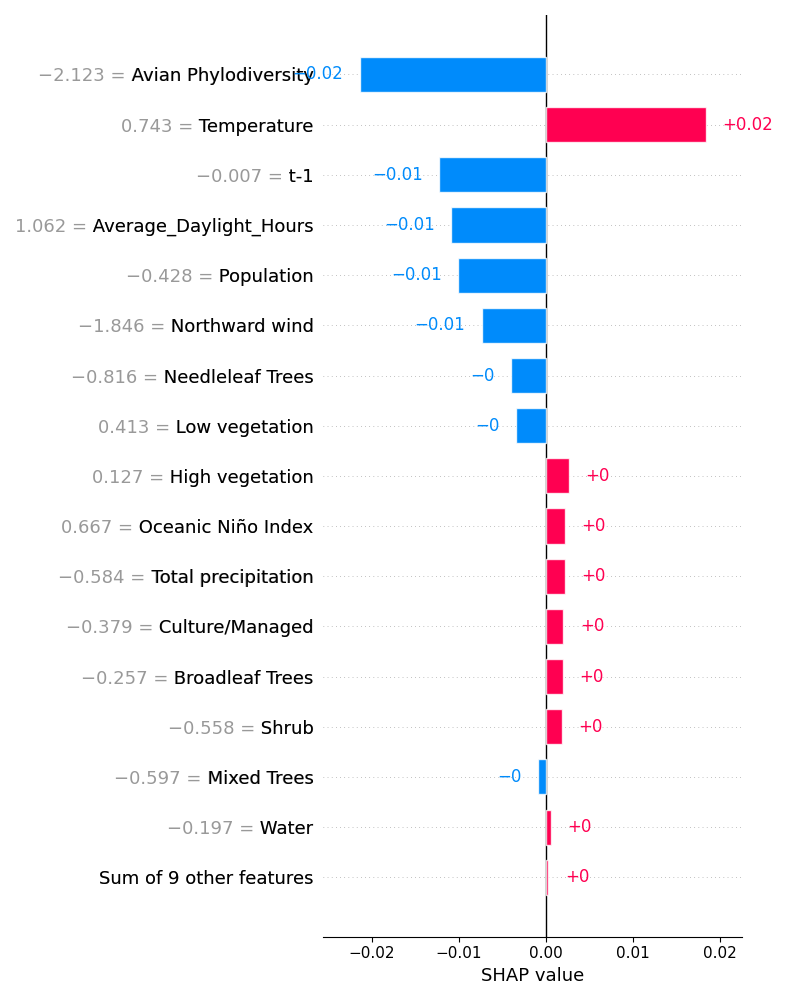 −2.123 = Avian Phylodiversity −0.02
0.743 = Temperature +0.02
−0.007 = t-1 −0.01
1.062 = Average_Daylight_Hours −0.01
−0.428 = Population −0.01
−1.846 = Northward wind −0.01
−0.816 = Needleleaf Trees −0
0.413 = Low vegetation −0
0.127 = High vegetation +0
0.667 = Oceanic Niño Index +0
−0.584 = Total precipitation +0
−0.379 = Culture/Managed +0
−0.257 = Broadleaf Trees +0
−0.558 = Shrub +0
−0.597 = Mixed Trees −0
−0.197 = Water +0
Sum of 9 other features +0
−0.02 −0.01 0.00 0.01 0.02
SHAP value